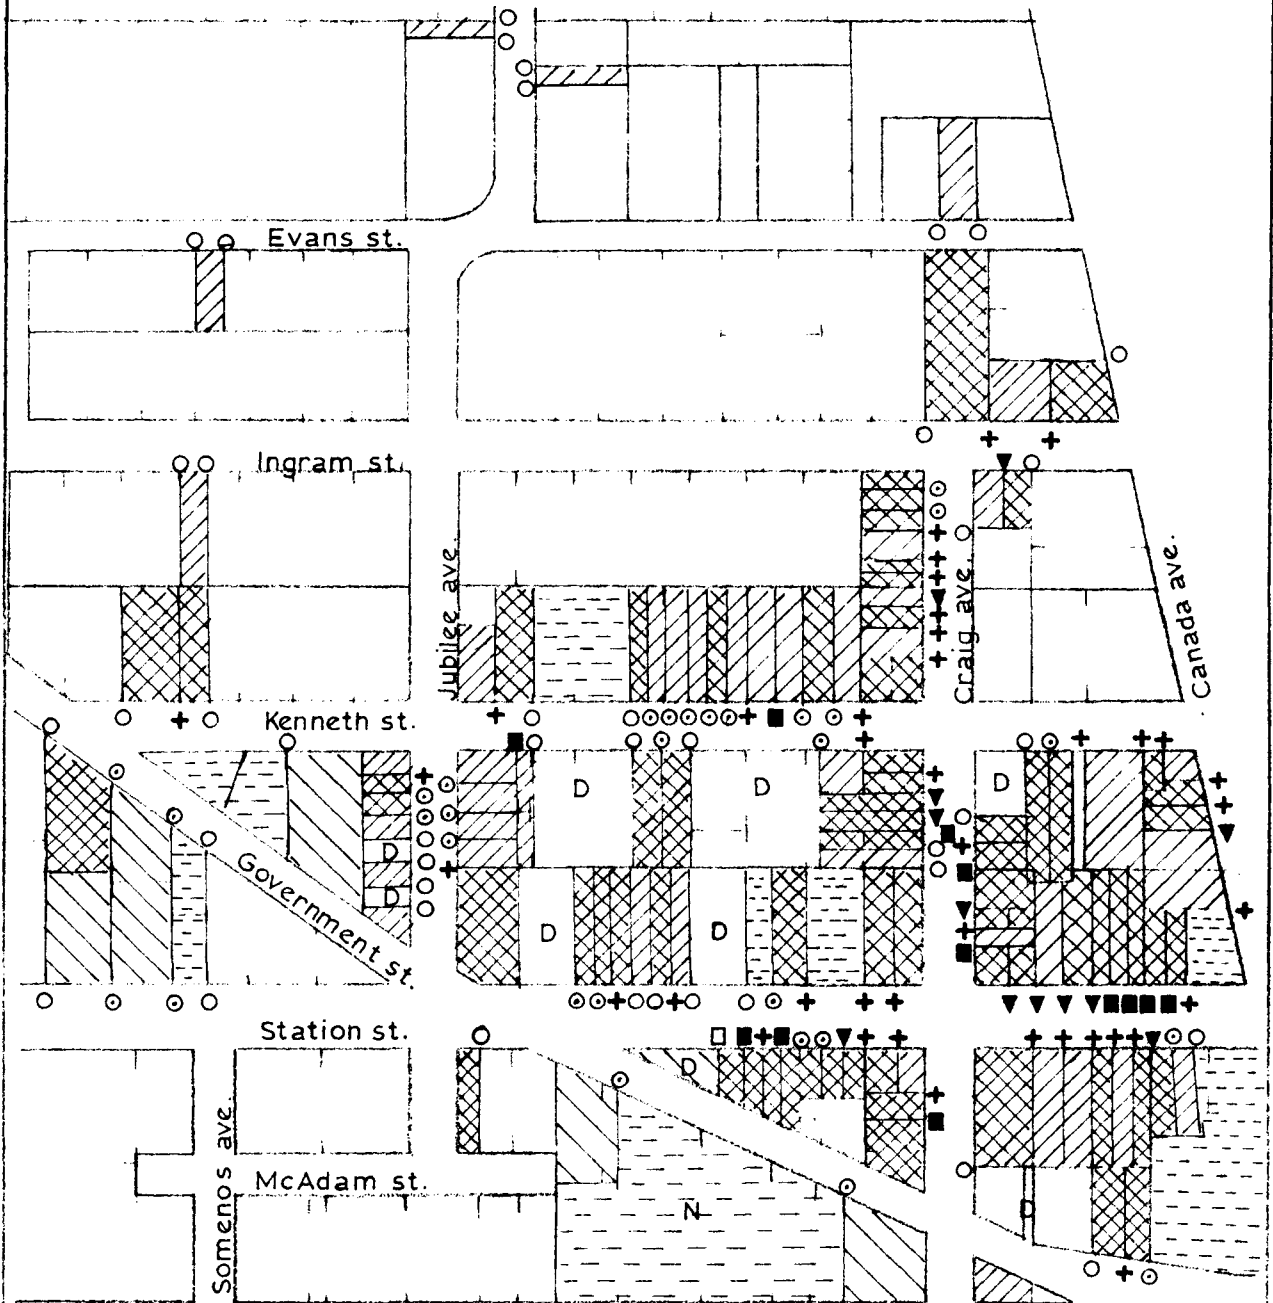 Evans st.
Ingram st.
Jubilee ave.
Craig ave.
Canada ave.
Kenneth st.
D
D
D
D
D
Government st.
D
D
Station st.
D
Somenos ave.
McAdam st.
N
D